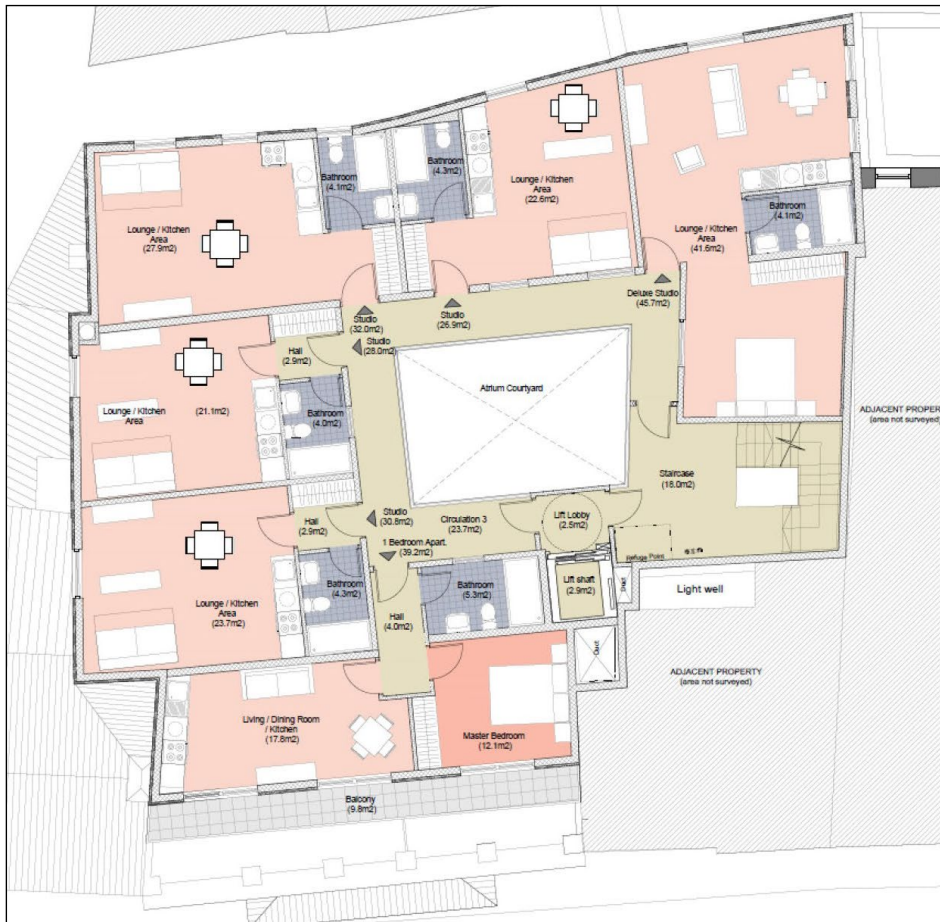 Bathroom
(4.1m2)
Bathroom
(4.3m2)
Lounge / Kitchen
Area
(22.6m2)
Bathroom
(4.1m2)
Lounge / Kitchen
Area
(27.9m2)
Lounge / Kitchen
Area
(41.6m2)
Deluxe Studio
(45.7m2)
Studio
(32.0m2)
Studio
(26.9m2)
Studio
(28.0m2)
Hall
(2.9m2)
Atrium Courtyard
Lounge / Kitchen
Area
(21.1m2)
Bathroom
(4.0m2)
ADJACENT PROPER
(area not surveyed)
Staircase
(18.0m2)
Studio
(30.8m2)
Circulation 3
(23.7m2)
Lift Lobby
(2.5m2)
Hall
(2.9m2)
1 Bedroom Apart.
(39.2m2)
Refuge Point
Bathroom
(4.3m2)
Bathroom
(5.3m2)
Lift shaft
(2.9m2)
Duct
Light well
Lounge / Kitchen
Area
(23.7m2)
Hall
(4.0m2)
Duct
ADJACENT PROPERTY
(area not surveyed)
Living / Dining Room
/ Kitchen
(17.8m2)
Master Bedroom
(12.1m2)
Balcony
(9.8m2)